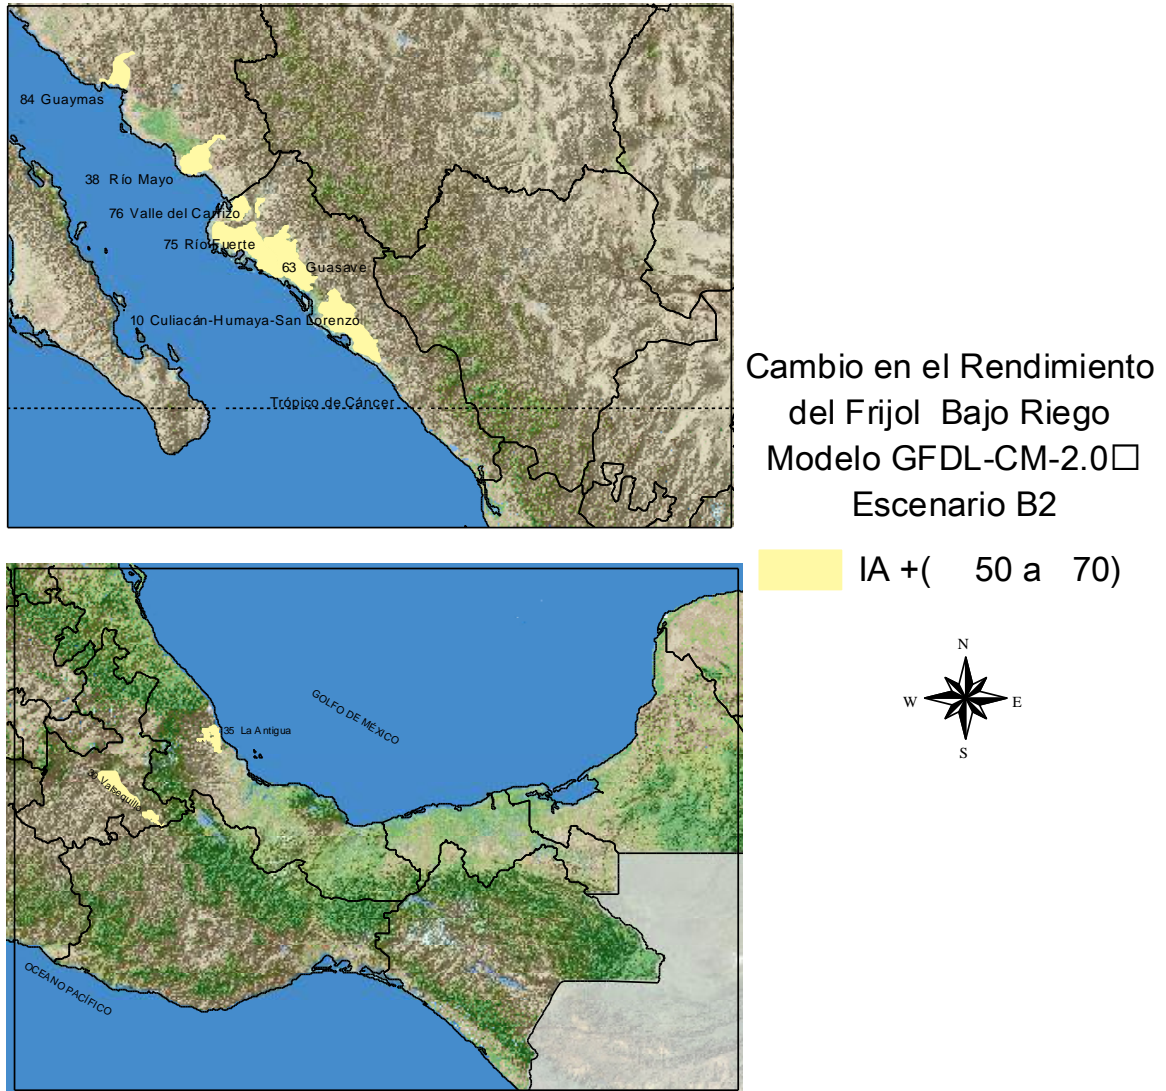 84 Guaymas
38 Río Mayo
76 Valle del Carrizo
75 Río Fuerte
63 Guasave
10 Culiacán-Humaya-San Lorenzo
Trópico de Cáncer
Cambio en el Rendimiento
del Frijol Bajo Riego
Modelo GFDL-CM-2.0□
Escenario B2
IA +( 50 a 70)
N
W E
S
GOLFO DE MÉXICO
35 La Antigua
Valsequillo
OCEANO PACÍFICO